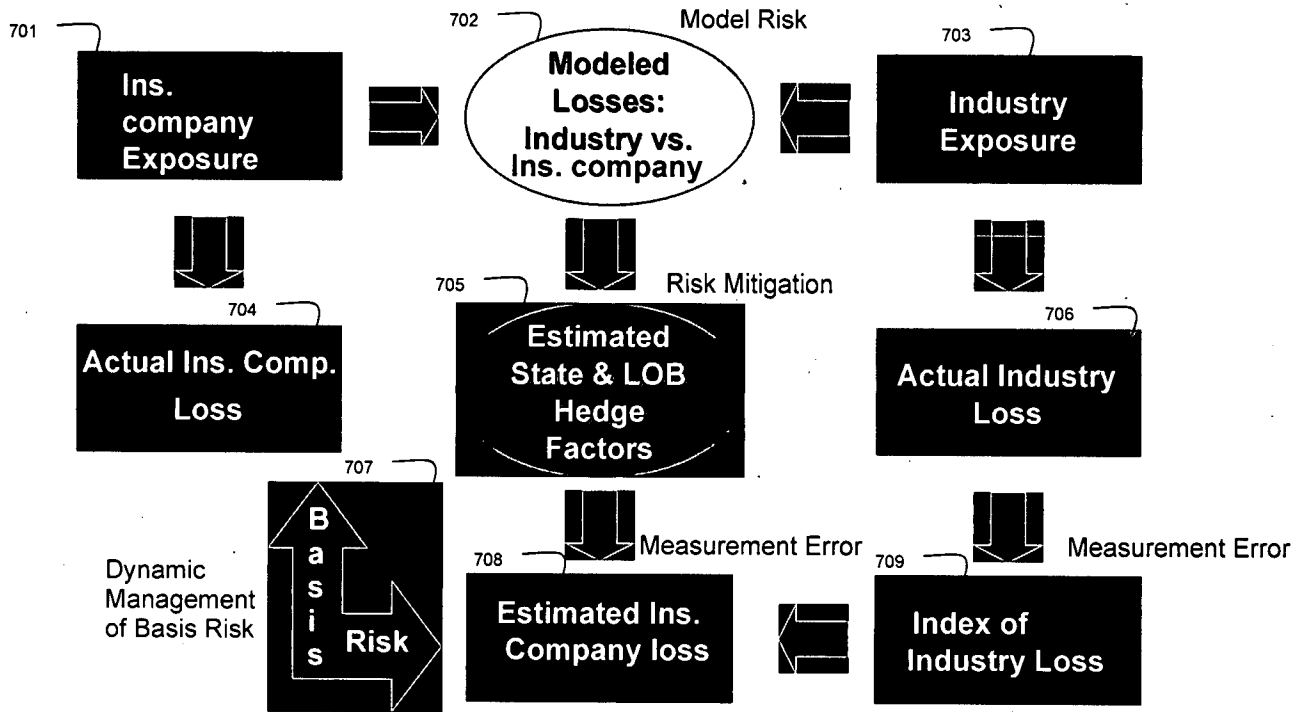 701
702
Model Risk
703
Ins.
company
Exposure
Modeled
Losses:
Industry vs.
Ins. company
Industry
Exposure
704
705
Risk Mitigation
706
Actual Ins. Comp.
Loss
Estimated
State & LOB
Hedge
Factors
Actual Industry
Loss
707
Basis
Risk
Dynamic
Management
of Basis Risk
708
Measurement Error
709
Measurement Error
Estimated Ins.
Company loss
Index of
Industry Loss